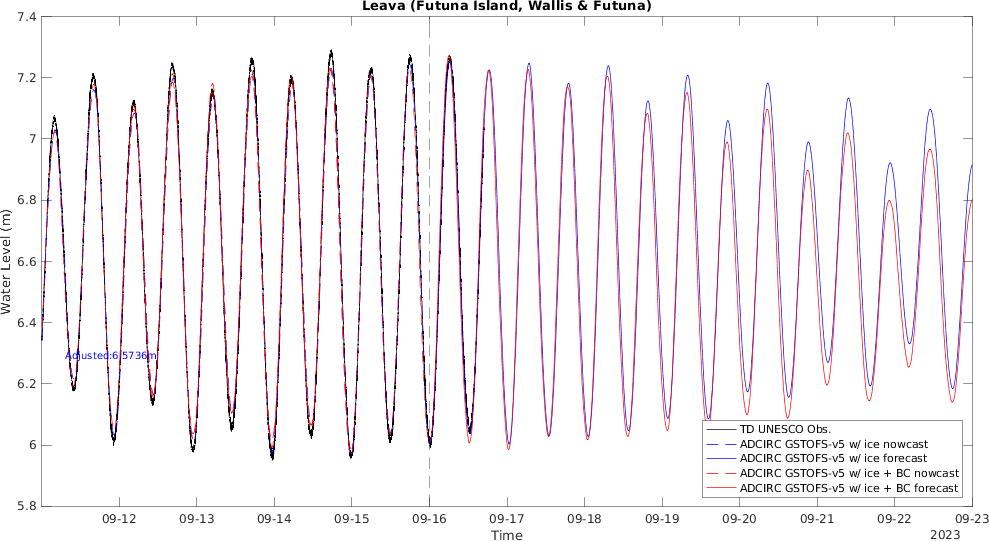 Leava (Futuna Island, Wallis & Futuna)
7.4
7.2
7
6.8
6.6
6.4
6.2
6
5.8
Water Level (m)
Adjusted:6.5736m
TD UNESCO Obs.
ADCIRC GSTOFS-v5 w/ ice nowcast
ADCIRC GSTOFS-v5 w/ ice forecast
ADCIRC GSTOFS-v5 w/ ice + BC nowcast
ADCIRC GSTOFS-v5 w/ ice + BC forecast
09-12 09-13 09-14 09-15 09-16 09-17 09-18 09-19 09-20 09-21 09-22 09-23
Time
2023